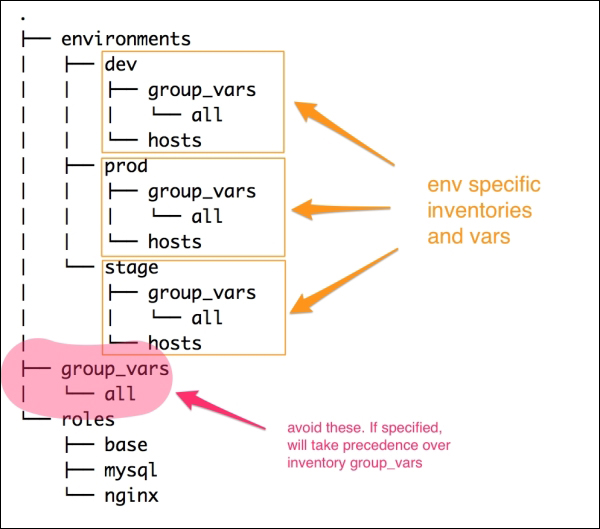 .
├── environments
│   ├── dev
│   │   ├── group_vars
│   │   │   └── all
│   │   └── hosts
│   ├── prod
│   │   ├── group_vars
│   │   │   └── all
│   │   └── hosts
│   └── stage
│       ├── group_vars
│       │   └── all
│       └── hosts
├── group_vars
│   └── all
└── roles
    ├── base
    ├── mysql
    └── nginx
env specific
inventories
and vars
avoid these. If specified,
will take precedence over
inventory group_vars